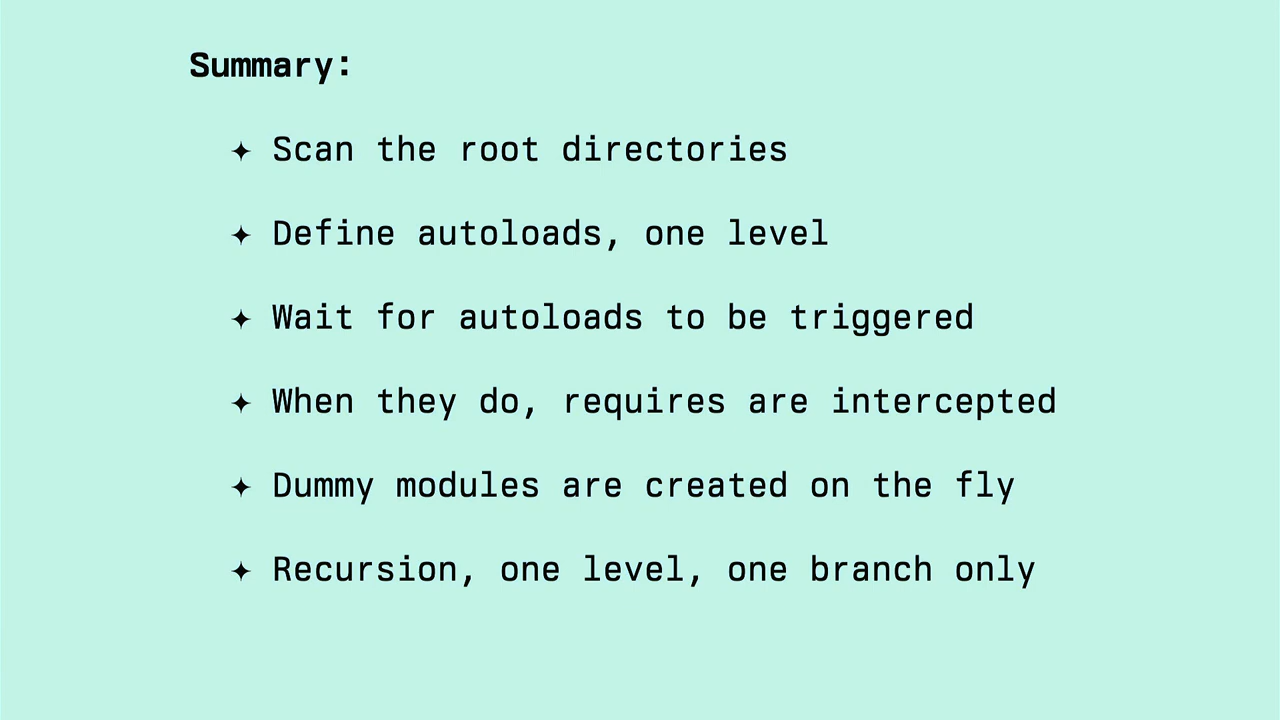 Summary:
✦ Scan the root directories
✦ Define autoloads, one level
✦ Wait for autoloads to be triggered
✦ When they do, requires are intercepted
✦ Dummy modules are created on the fly
✦ Recursion, one level, one branch only